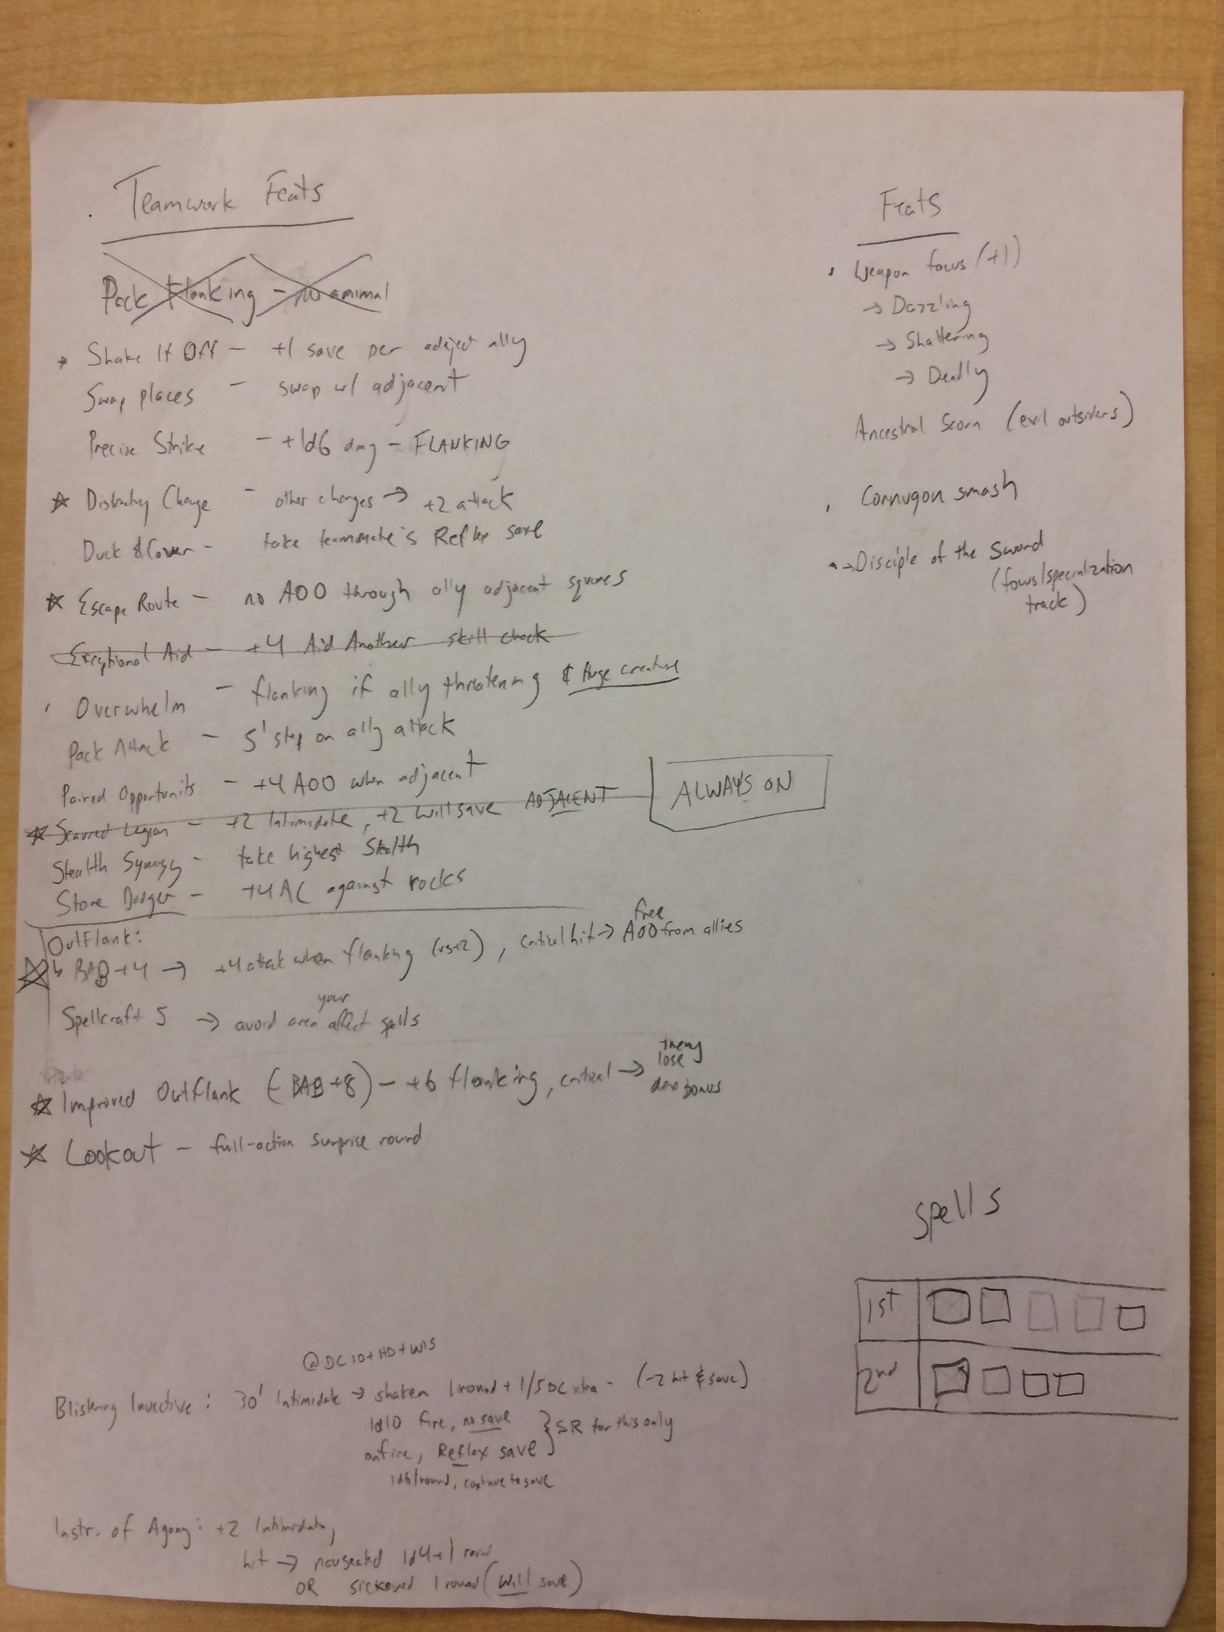 Teamwork Feats
Pack Flanking - no animal
Shake It Off - +1 save per adject ally
Swap places - swap w/ adjacent
Precise Strike - +1d6 dmg - FLANKING
Distracting Charge - other charges → +2 attack
Duck & Cover - take teammate's Reflex save
Escape Route - no AOO through ally adjacent squares
Exceptional Aid - +4 Aid Another skill check
Overwhelm - flanking if ally threatening & Huge creature
Pack Attack - 5' step on ally attack
Paired Opportunits - +4 AOO when adjacent
Scarred Legion - +2 Intimidate, +2 Will save ADJACENT
ALWAYS ON
Stealth Synergy - take highest Stealth
Stone Dodger - +4 AC against rocks
OutFlank:
↳ BAB+4 → +4 attack when flanking (vs +2), critical hit → free AOO from allies
Spellcraft 5 → avoid your area affect spells
Improved Outflank (BAB+8) - +6 flanking, critical → they lose dex bonus
Lookout - full-action surprise round
Feats
Weapon focus (+1)
→ Dazzling
→ Shattering
→ Deadly
Ancestral Scorn (evil outsiders)
Cornugon smash
→ Disciple of the Sword
(focus/specialization
track)
Spells
1st
2nd
@DC 10+HD+WIS
Blistering Invective: 30' Intimidate → shaken 1 round + 1/5 DC xtra - (-2 hit & save)
1d10 fire, no save } SR for this only
on fire, Reflex save
1d6/round, continue to save
Instr. of Agony: +2 Intimidate,
hit → nauseated 1d4+1 round
OR sickened 1 round (Will save)